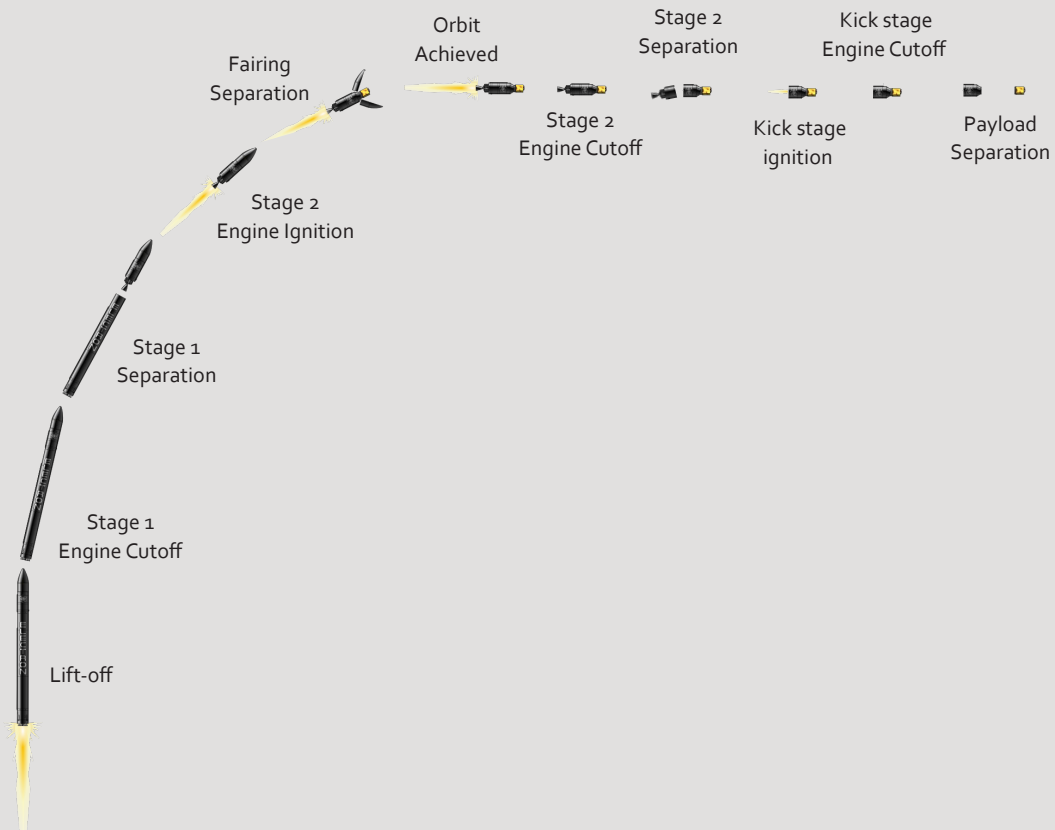 Lift-off
Stage 1
Engine Cutoff
Stage 1
Separation
Stage 2
Engine Ignition
Fairing
Separation
Orbit
Achieved
Stage 2
Engine Cutoff
Stage 2
Separation
Kick stage
ignition
Kick stage
Engine Cutoff
Payload
Separation